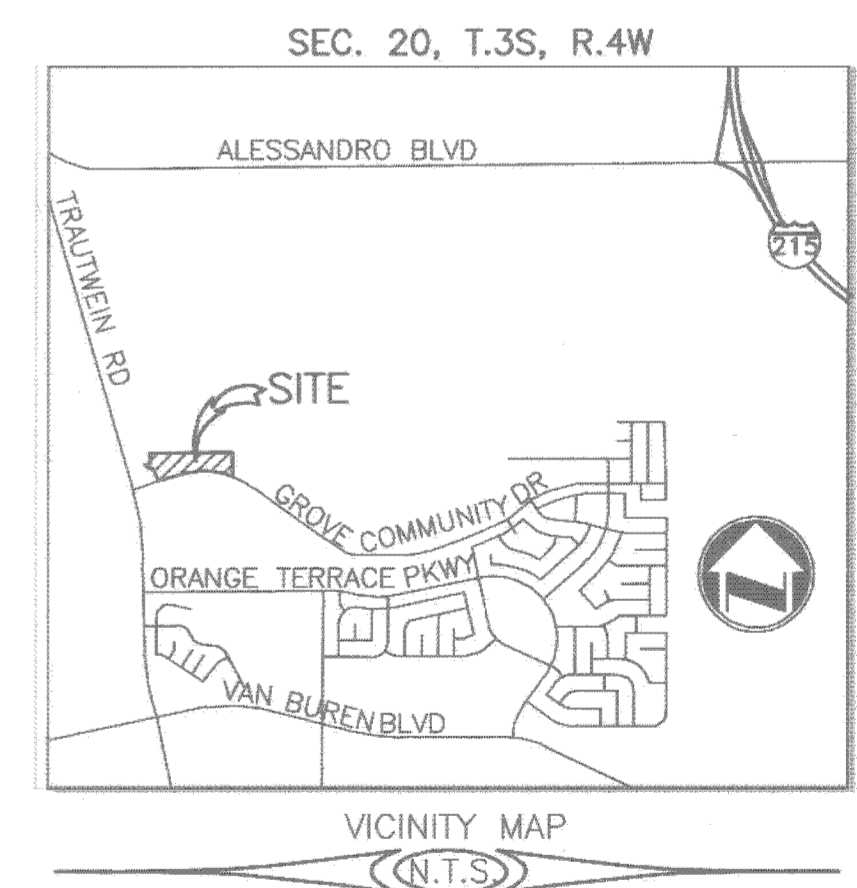 SEC. 20, T.3S, R.4W
ALESSANDRO BLVD
TRAUTWEIN RD
215
SITE
GROVE COMMUNITY DR
ORANGE TERRACE PKWY
VAN BUREN BLVD
VICINITY MAP
N.T.S.